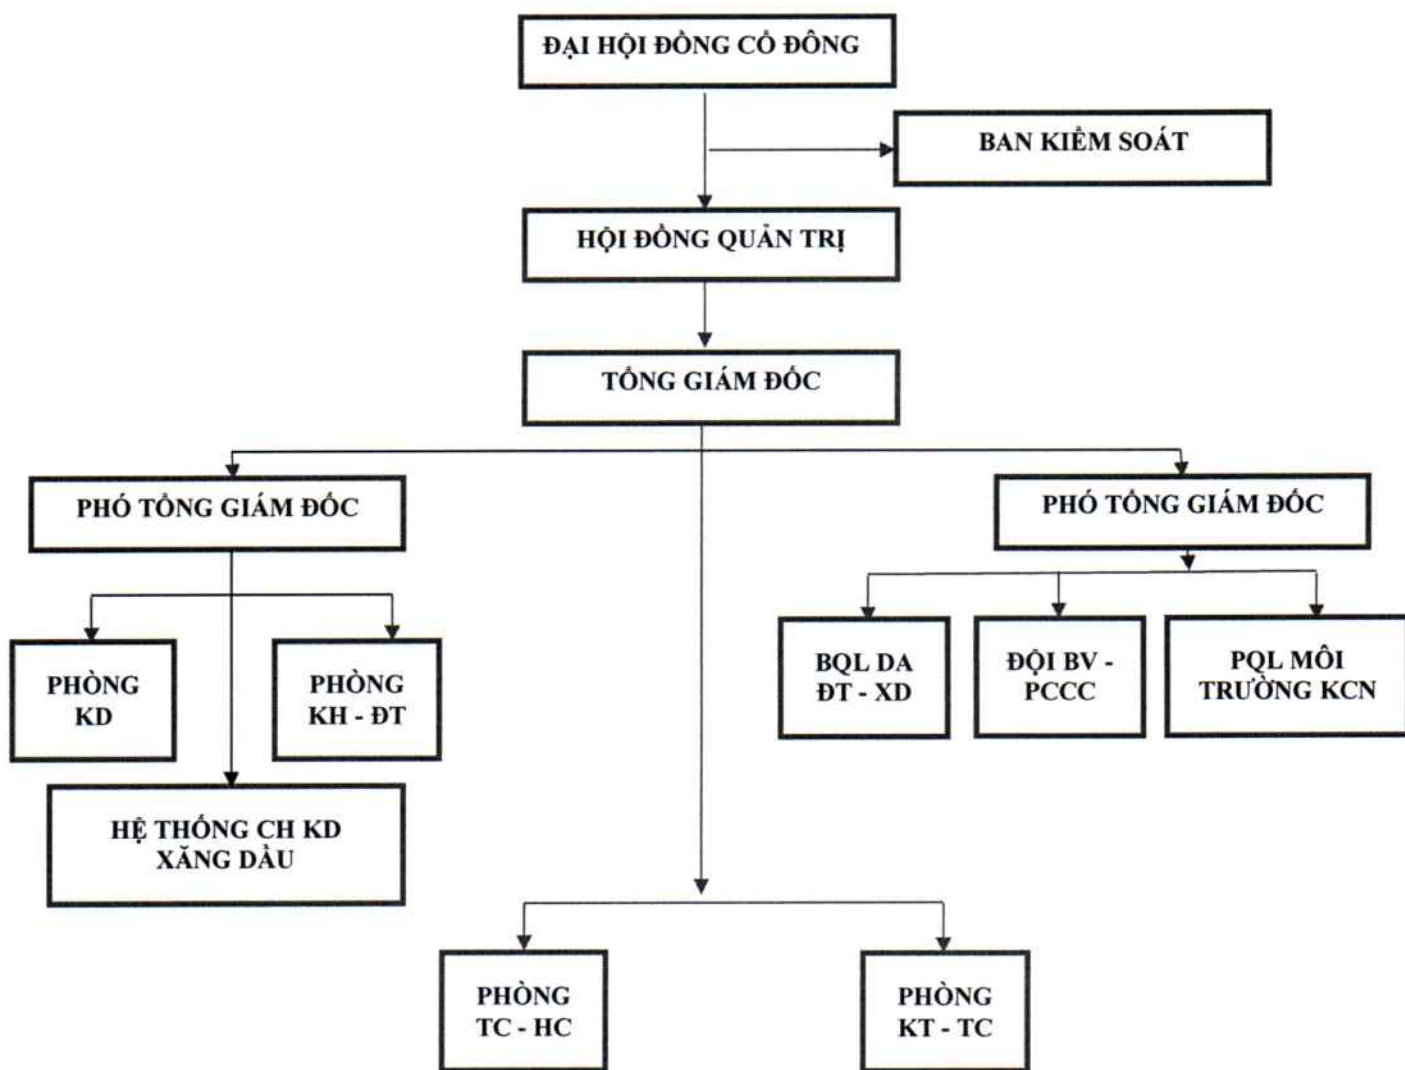 ĐẠI HỘI ĐỒNG CỔ ĐÔNG
BAN KIỂM SOÁT
HỘI ĐỒNG QUẢN TRỊ
TỔNG GIÁM ĐỐC
PHÓ TỔNG GIÁM ĐỐC
PHÓ TỔNG GIÁM ĐỐC
PHÒNG
KD
PHÒNG
KH - ĐT
BQL DA
ĐT - XD
ĐỘI BV -
PCCC
PQL MÔI
TRƯỜNG KCN
HỆ THỐNG CH KD
XĂNG DẦU
PHÒNG
TC - HC
PHÒNG
KT - TC